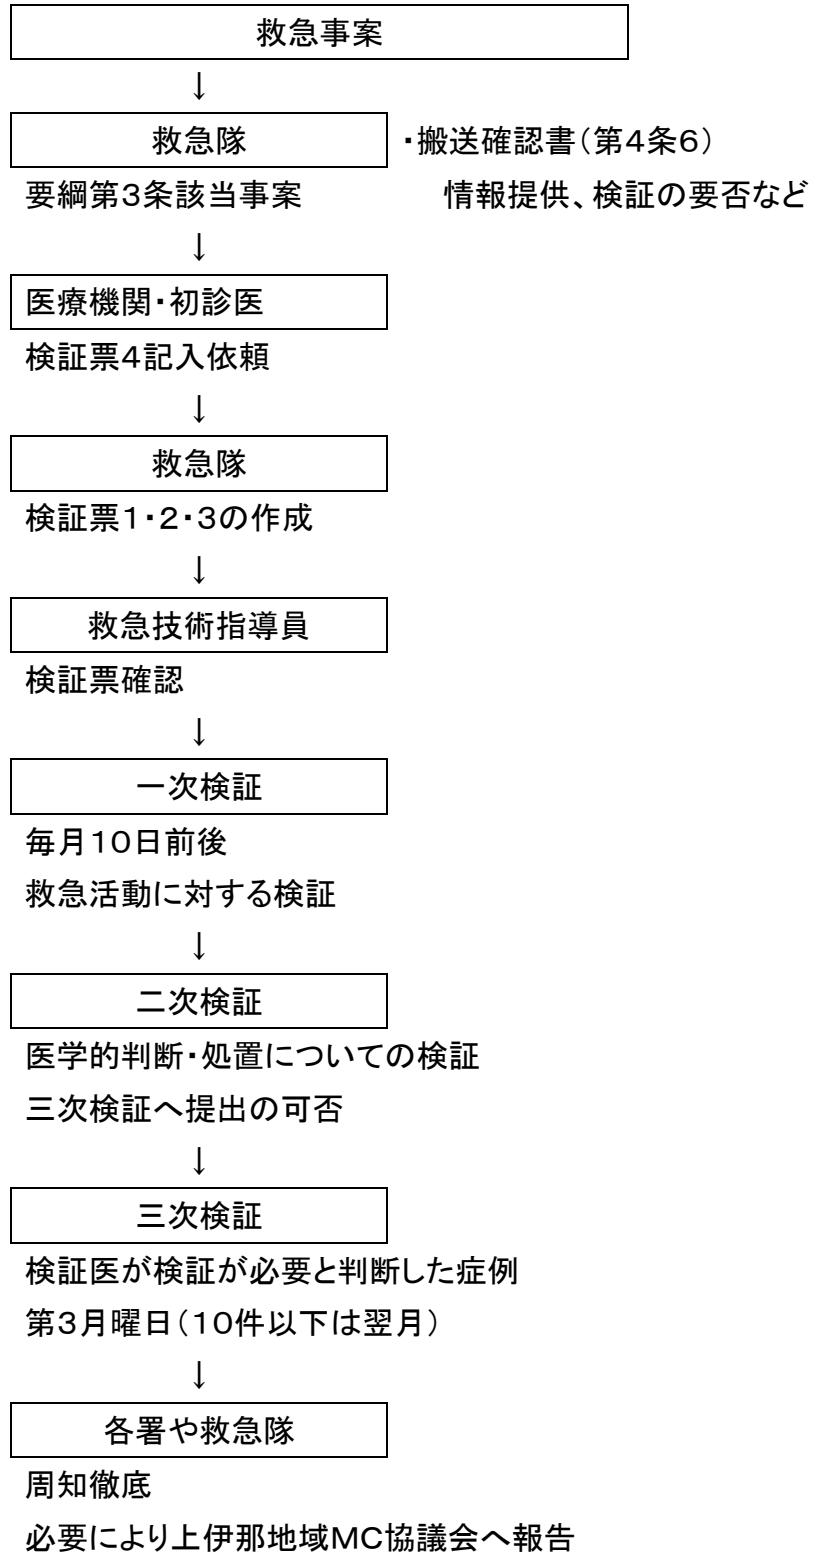 救急事案
↓
救急隊 ・搬送確認書（第４条６）
要綱第３条該当事案 情報提供、検証の要否など
↓
医療機関・初診医
検証票４記入依頼
↓
救急隊
検証票１・２・３の作成
↓
救急技術指導員
検証票確認
↓
一次検証
毎月１０日前後
救急活動に対する検証
↓
二次検証
医学的判断・処置についての検証
三次検証へ提出の可否
↓
三次検証
検証医が検証が必要と判断した症例
第３月曜日（１０件以下は翌月）
↓
各署や救急隊
周知徹底
必要により上伊那地域ＭＣ協議会へ報告